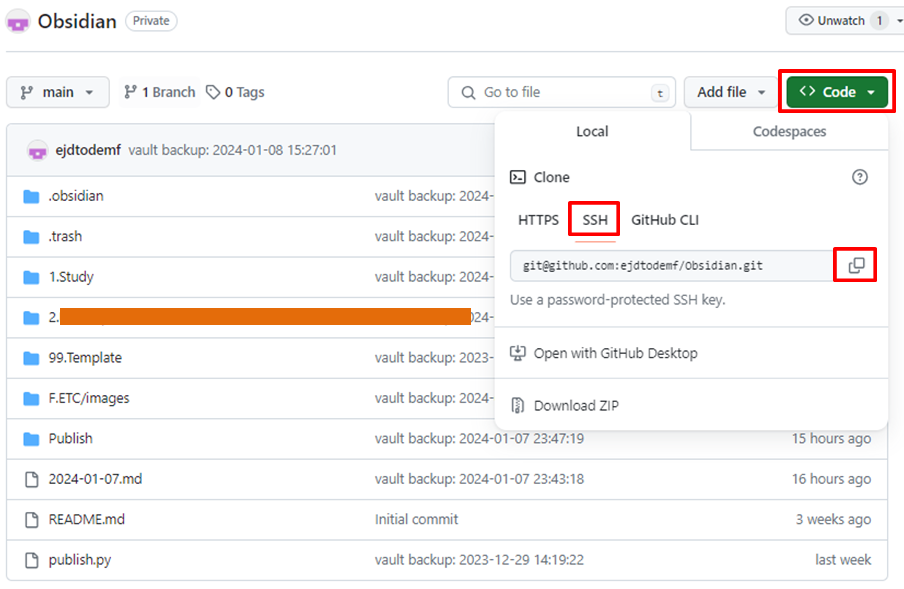 Obsidian Private
Unwatch 1
main 1 Branch 0 Tags Go to file t Add file Code
Local Codespaces
ejdtodemf vault backup: 2024-01-08 15:27:01
Clone
.obsidian vault backup: 2024-
HTTPS SSH GitHub CLI
.trash vault backup: 2024-
git@github.com:ejdtodemf/Obsidian.git
1.Study vault backup: 2024-
Use a password-protected SSH key.
2. 024-
Open with GitHub Desktop
99.Template vault backup: 2023-
F.ETC/images vault backup: 2024-
Download ZIP
Publish vault backup: 2024-01-07 23:47:19 15 hours ago
2024-01-07.md vault backup: 2024-01-07 23:43:18 16 hours ago
README.md Initial commit 3 weeks ago
publish.py vault backup: 2023-12-29 14:19:22 last week